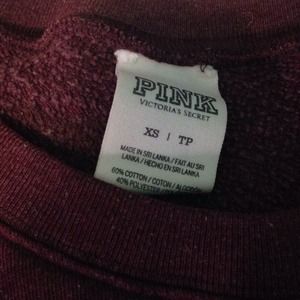 PINK
VICTORIA'S SECRET
XS | TP
MADE IN SRI LANKA / FAIT AU SRI
LANKA / HECHO EN SRI LANKA
60% COTTON / COTON /
40% POLYESTER